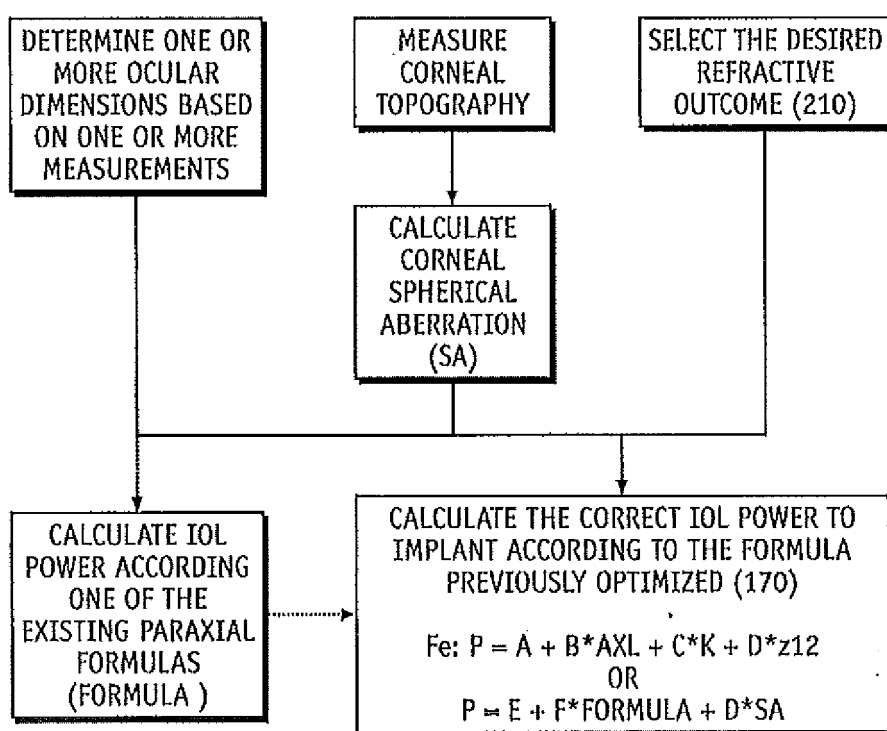 DETERMINE ONE OR
MORE OCULAR
DIMENSIONS BASED
ON ONE OR MORE
MEASUREMENTS
MEASURE
CORNEAL
TOPOGRAPHY
SELECT THE DESIRED
REFRACTIVE
OUTCOME (210)
CALCULATE
CORNEAL
SPHERICAL
ABERRATION
(SA)
CALCULATE IOL
POWER ACCORDING
ONE OF THE
EXISTING PARAXIAL
FORMULAS
(FORMULA )
CALCULATE THE CORRECT IOL POWER TO
IMPLANT ACCORDING TO THE FORMULA
PREVIOUSLY OPTIMIZED (170)
Fe: P = A + B*AXL + C*K + D*z12
OR
P = E + F*FORMULA + D*SA